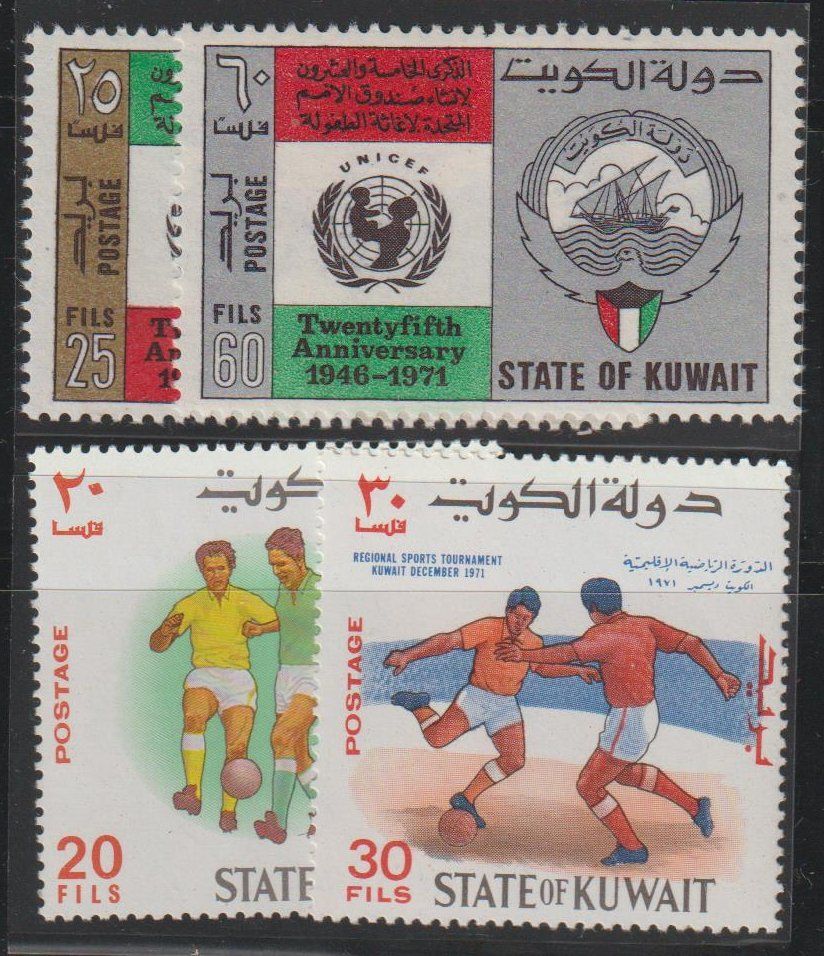 ٢٥
فلسا
بريد
POSTAGE
FILS
25
٦٠
فلسا
بريد
POSTAGE
FILS
60
الذكرى الخامسة والعشرون
لانشاء صندوق الامم
المتحدة لاغاثة الطفولة
UNICEF
Twentyfifth
Anniversary
1946-1971
دولة الكويت
دولة الكويت
STATE OF KUWAIT
٢٠
فلسا
كويت
POSTAGE
20
FILS
STATE
٣٠
فلسا
دولة الكويت
REGIONAL SPORTS TOURNAMENT
KUWAIT DECEMBER 1971
الدورة الرياضية الإقليمية
الكويت ديسمبر ١٩٧١
POSTAGE
بريد
30
FILS
STATE OF KUWAIT